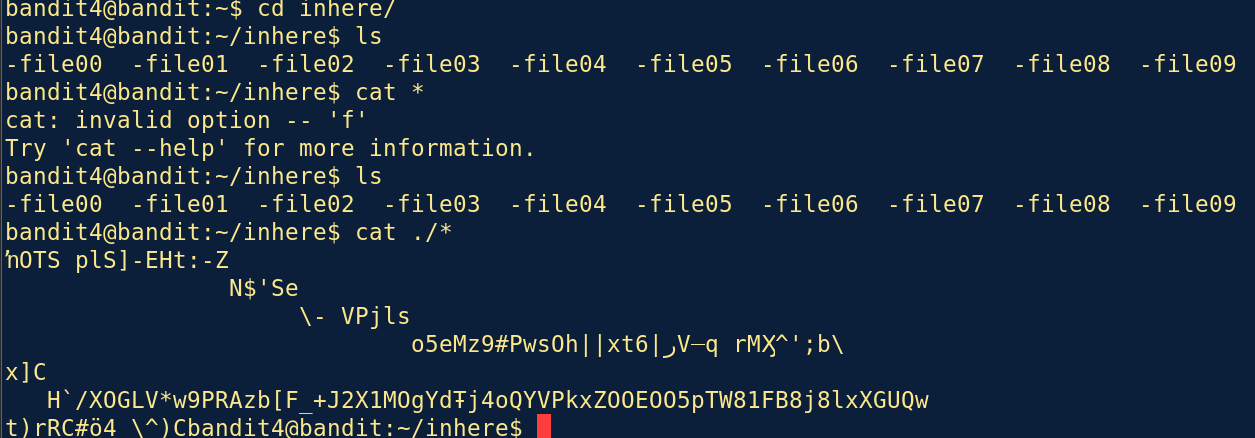 bandit4@bandit:~$ cd inhere/
bandit4@bandit:~/inhere$ ls
-file00  -file01  -file02  -file03  -file04  -file05  -file06  -file07  -file08  -file09
bandit4@bandit:~/inhere$ cat *
cat: invalid option -- 'f'
Try 'cat --help' for more information.
bandit4@bandit:~/inhere$ ls
-file00  -file01  -file02  -file03  -file04  -file05  -file06  -file07  -file08  -file09
bandit4@bandit:~/inhere$ cat ./*
ŉOTS plS]-EHt:-Z
N$'Se
\- VPjls
o5eMz9#PwsOh||xt6|رV—q rMӼ^';b\
x]C
H`/XOGLV*w9PRAzb[F_+J2X1MOgYdŦj4oQYVPkxZOOEOO5pTW81FB8j8lxXGUQw
t)rRC#ö4 \^)Cbandit4@bandit:~/inhere$